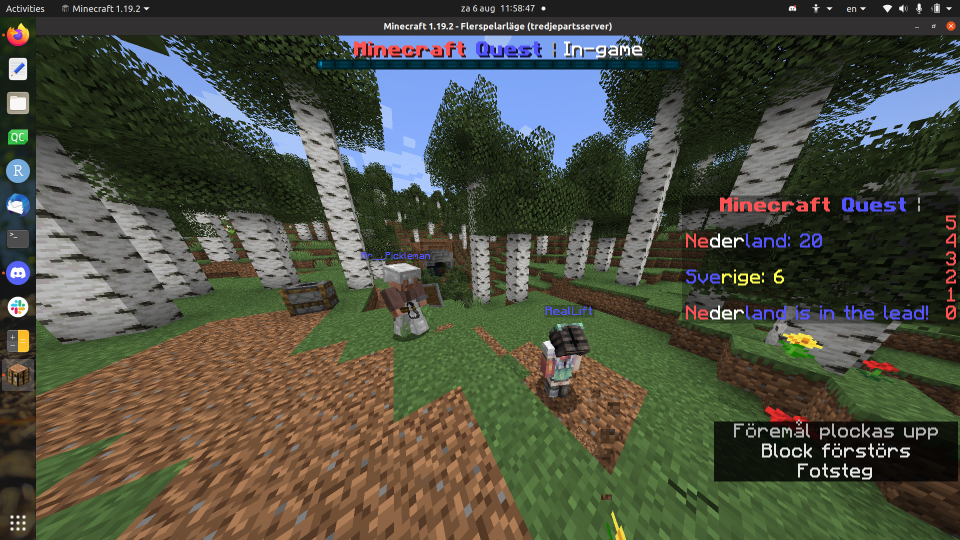 Activities
Minecraft 1.19.2
za 6 aug 11:58:47
en
Minecraft 1.19.2 - Flerspelarläge (tredjepartsserver)
Minecraft Quest | In-game
QC
R
Pickleman
RealLift
Minecraft Quest |
5
Nederland: 20 4
3
Sverige: 6 2
1
Nederland is in the lead! 0
Föremål plockas upp
Block förstörs
Fotsteg